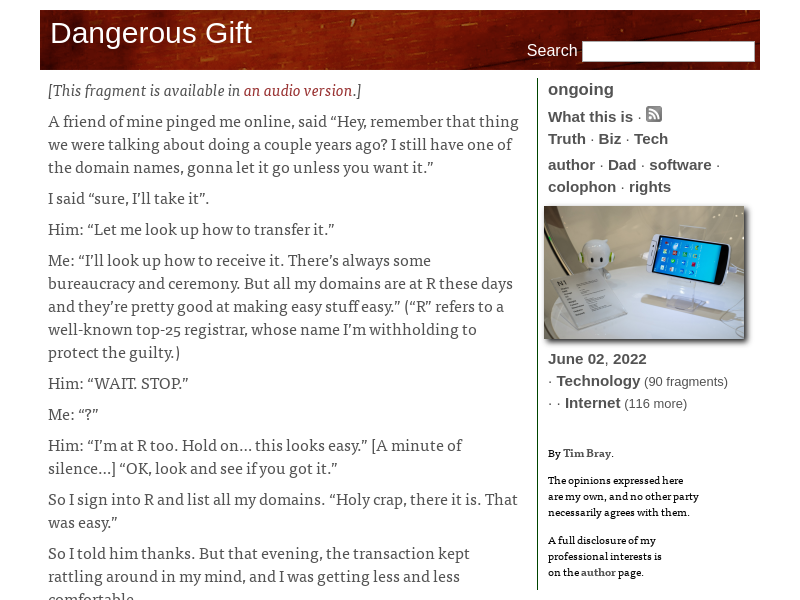 Dangerous Gift
Search
[This fragment is available in an audio version.]
A friend of mine pinged me online, said “Hey, remember that thing
we were talking about doing a couple years ago? I still have one of
the domain names, gonna let it go unless you want it.”
I said “sure, I’ll take it”.
Him: “Let me look up how to transfer it.”
Me: “I’ll look up how to receive it. There’s always some
bureaucracy and ceremony. But all my domains are at R these days
and they’re pretty good at making easy stuff easy.” (“R” refers to a
well-known top-25 registrar, whose name I’m withholding to
protect the guilty.)
Him: “WAIT. STOP.”
Me: “?”
Him: “I’m at R too. Hold on… this looks easy.” [A minute of
silence…] “OK, look and see if you got it.”
So I sign into R and list all my domains. “Holy crap, there it is. That
was easy.”
So I told him thanks. But that evening, the transaction kept
rattling around in my mind, and I was getting less and less
comfortable
ongoing
What this is ·
Truth · Biz · Tech
author · Dad · software ·
colophon · rights
N1
June 02, 2022
· Technology (90 fragments)
· · Internet (116 more)
By Tim Bray.
The opinions expressed here
are my own, and no other party
necessarily agrees with them.
A full disclosure of my
professional interests is
on the author page.